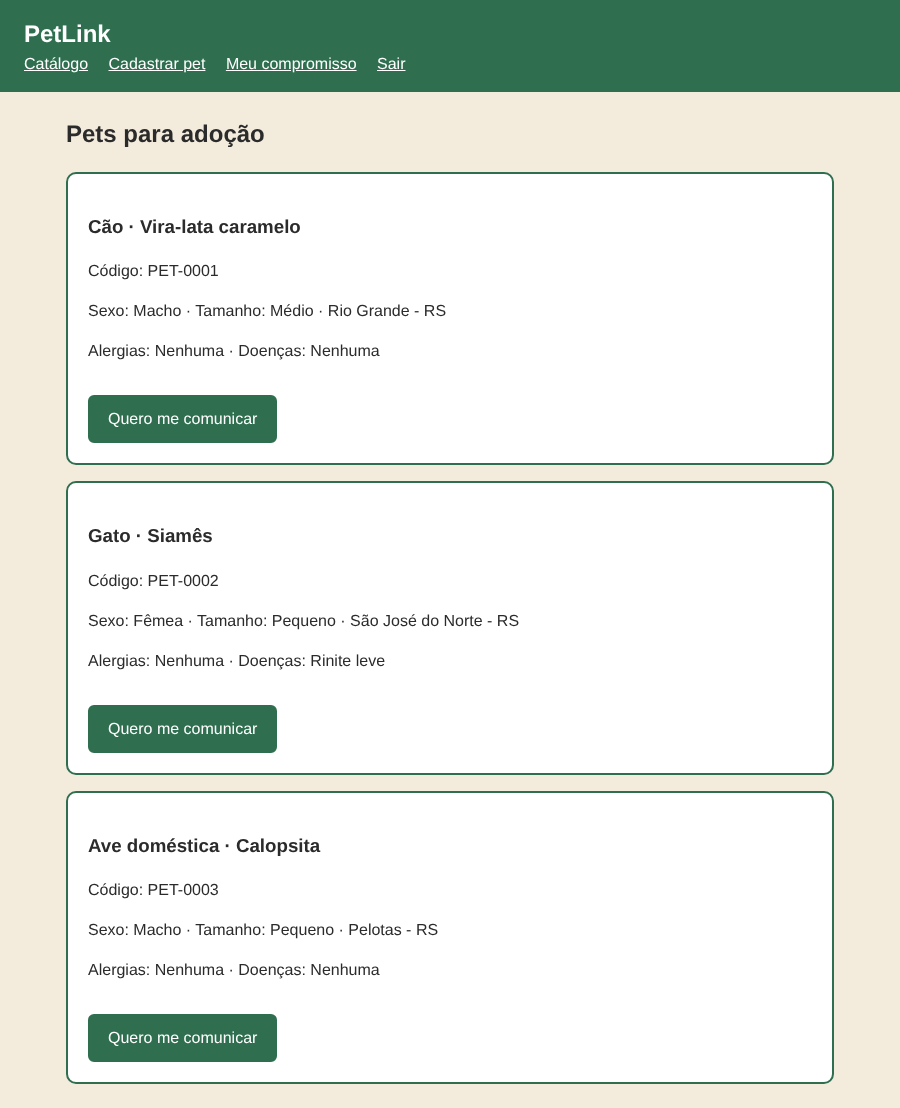 PetLink
Catálogo Cadastrar pet Meu compromisso Sair
Pets para adoção
Cão · Vira-lata caramelo
Código: PET-0001
Sexo: Macho · Tamanho: Médio · Rio Grande - RS
Alergias: Nenhuma · Doenças: Nenhuma
Quero me comunicar
Gato · Siamês
Código: PET-0002
Sexo: Fêmea · Tamanho: Pequeno · São José do Norte - RS
Alergias: Nenhuma · Doenças: Rinite leve
Quero me comunicar
Ave doméstica · Calopsita
Código: PET-0003
Sexo: Macho · Tamanho: Pequeno · Pelotas - RS
Alergias: Nenhuma · Doenças: Nenhuma
Quero me comunicar